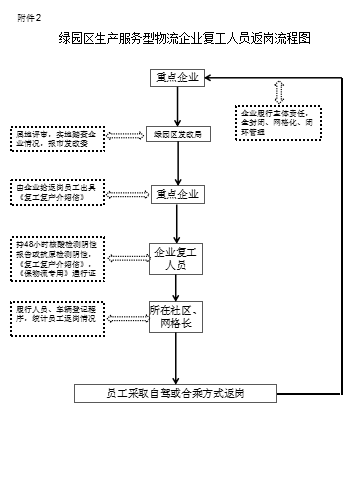 附件2
绿园区生产服务型物流企业复工人员返岗流程图
重点企业
企业履行主体责任,
全封闭、网格化、闭
环管理
属地评审,实地踏查企
业情况,报市发改委
绿园区发改局
由企业给返岗员工出具
《复工复产介绍信》
重点企业
持48小时核酸检测阴性
报告或抗原检测阴性,
《复工复产介绍信》,
《保物流专用》通行证
企业复工
人员
履行人员、车辆登记程
序,统计员工返岗情况
所在社区、
网格长
员工采取自驾或合乘方式返岗